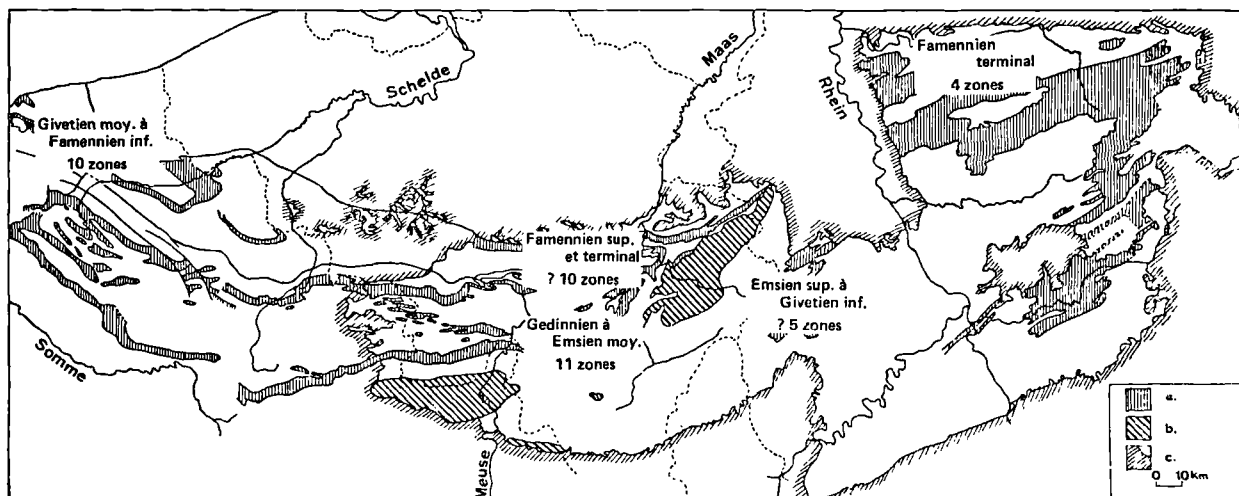 Givetien moy. à
Famennien inf.
10 zones
Somme
Schelde
Maas
Rhein
Famennien
terminal
4 zones
Famennien sup.
et terminal
? 10 zones
Gedinnien à
Emsien moy.
11 zones
Emsien sup. à
Givetien inf.
? 5 zones
Meuse
a.
b.
c.
0 10km